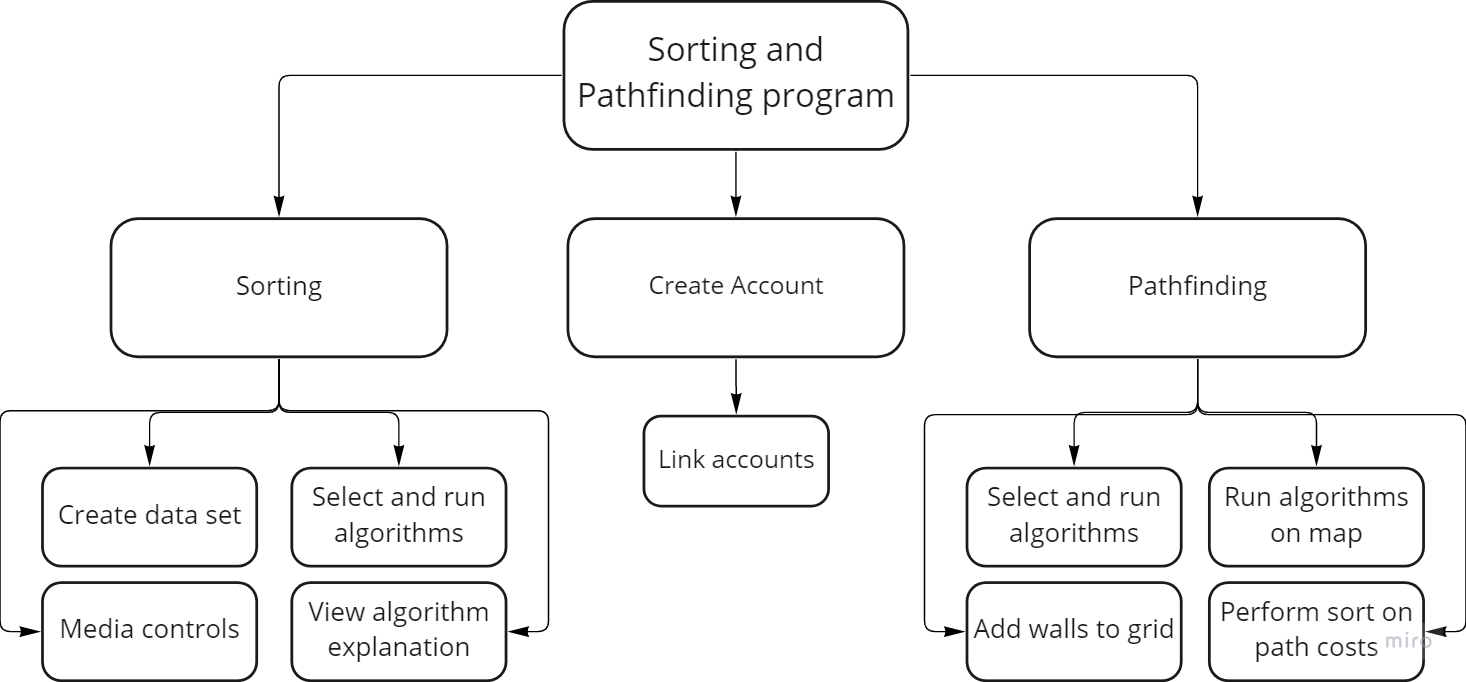 Sorting and
Pathfinding program
Sorting
Create Account
Pathfinding
Link accounts
Create data set
Select and run
algorithms
Select and run
algorithms
Run algorithms
on map
Media controls
View algorithm
explanation
Add walls to grid
Perform sort on
path costs
miro